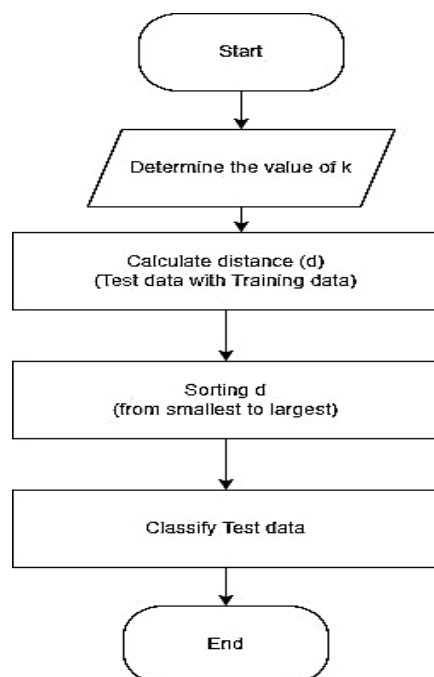 Start
Determine the value of k
Calculate distance (d)
(Test data with Training data)
Sorting d
(from smallest to largest)
Classify Test data
End